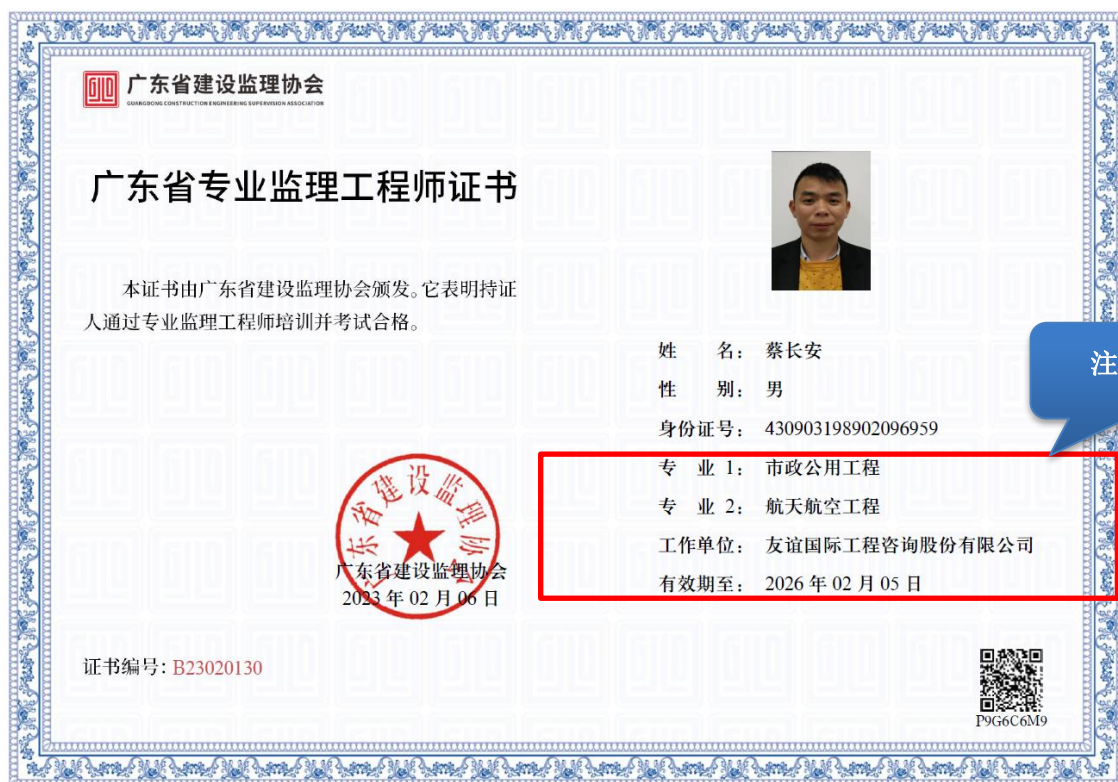 广东省建设监理协会
GUANGDONG CONSTRUCTION ENGINEERING SUPERVISION ASSOCIATION
广东省专业监理工程师证书
本证书由广东省建设监理协会颁发。它表明持证
人通过专业监理工程师培训并考试合格。
姓 名: 蔡长安
性 别: 男
身份证号: 430903198902096959
专 业 1: 市政公用工程
专 业 2: 航天航空工程
工作单位: 友谊国际工程咨询股份有限公司
有效期至: 2026 年 02 月 05 日
注
广东省建设监理协会
广东省建设监理协会
2023 年 02 月 06 日
证书编号: B23020130
P9G6C6M9